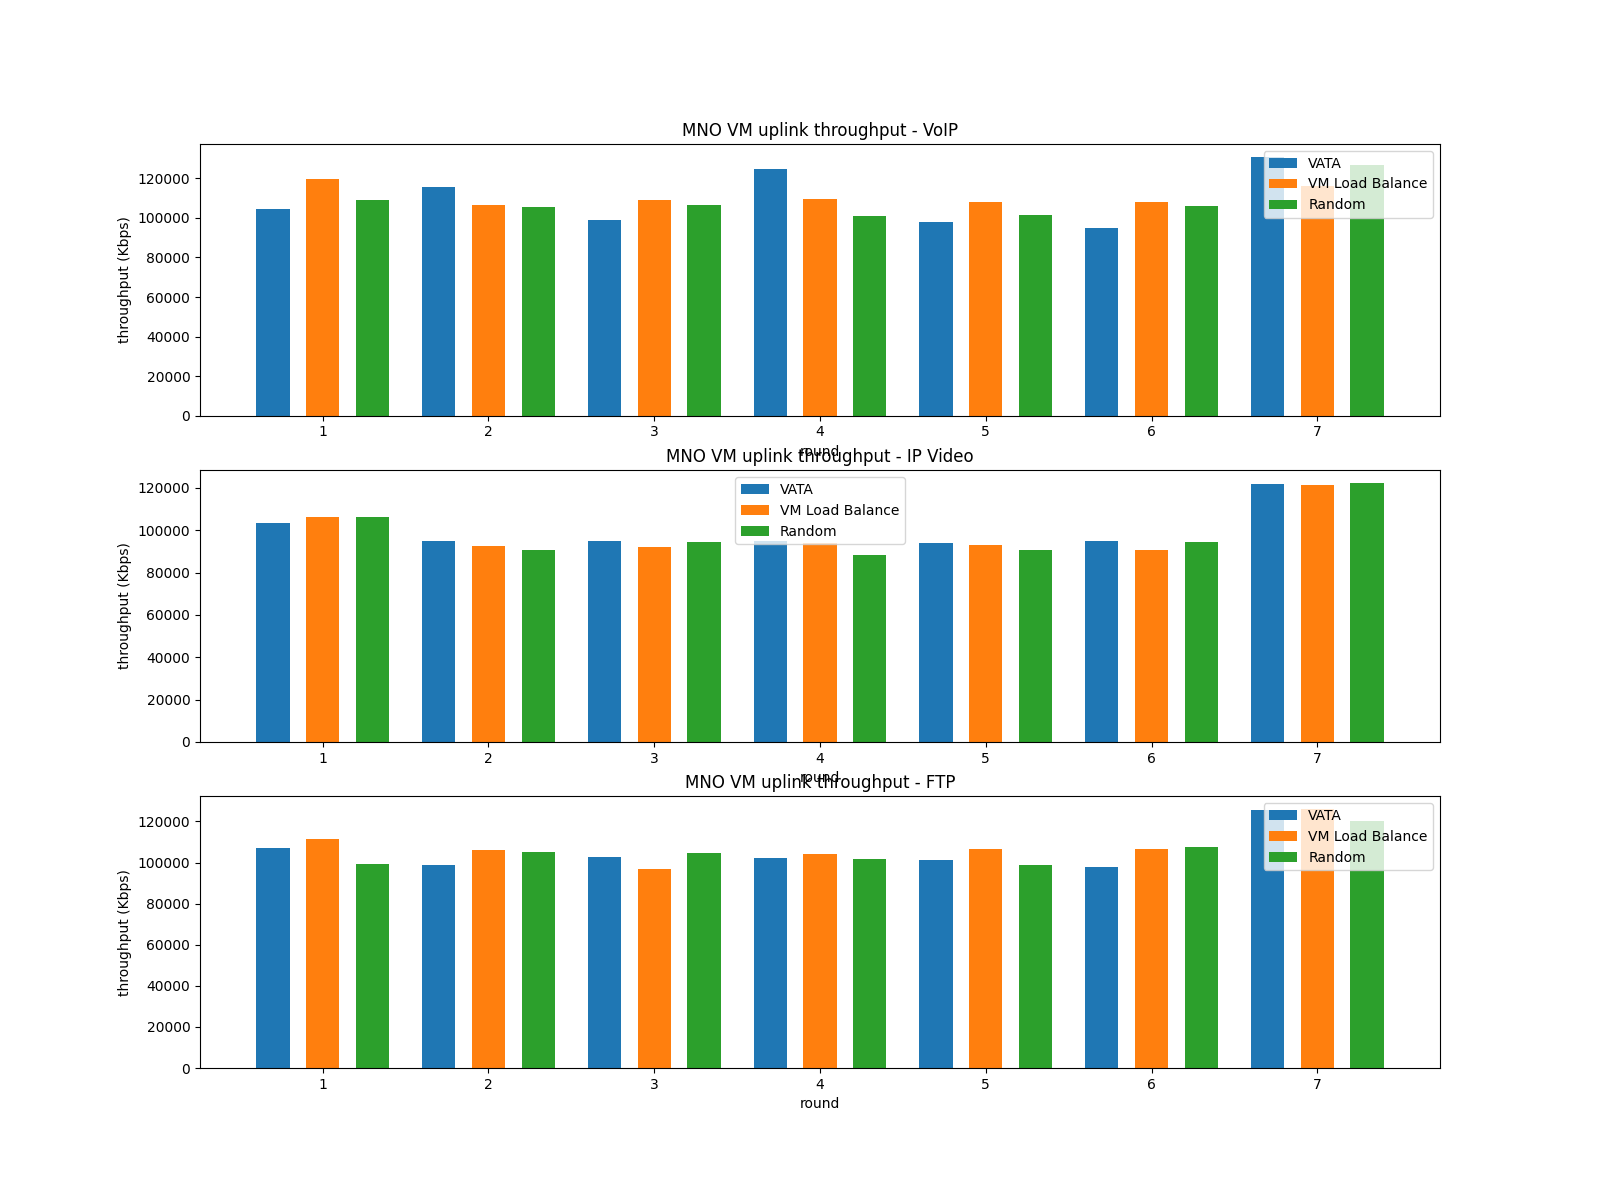 MNO VM uplink throughput - VoIP
throughput (Kbps)
120000
100000
80000
60000
40000
20000
0
VATA
VM Load Balance
Random
1 2 3 4 5 6 7
round
MNO VM uplink throughput - IP Video
throughput (Kbps)
120000
100000
80000
60000
40000
20000
0
VATA
VM Load Balance
Random
1 2 3 4 5 6 7
round
MNO VM uplink throughput - FTP
throughput (Kbps)
120000
100000
80000
60000
40000
20000
0
VATA
VM Load Balance
Random
1 2 3 4 5 6 7
round